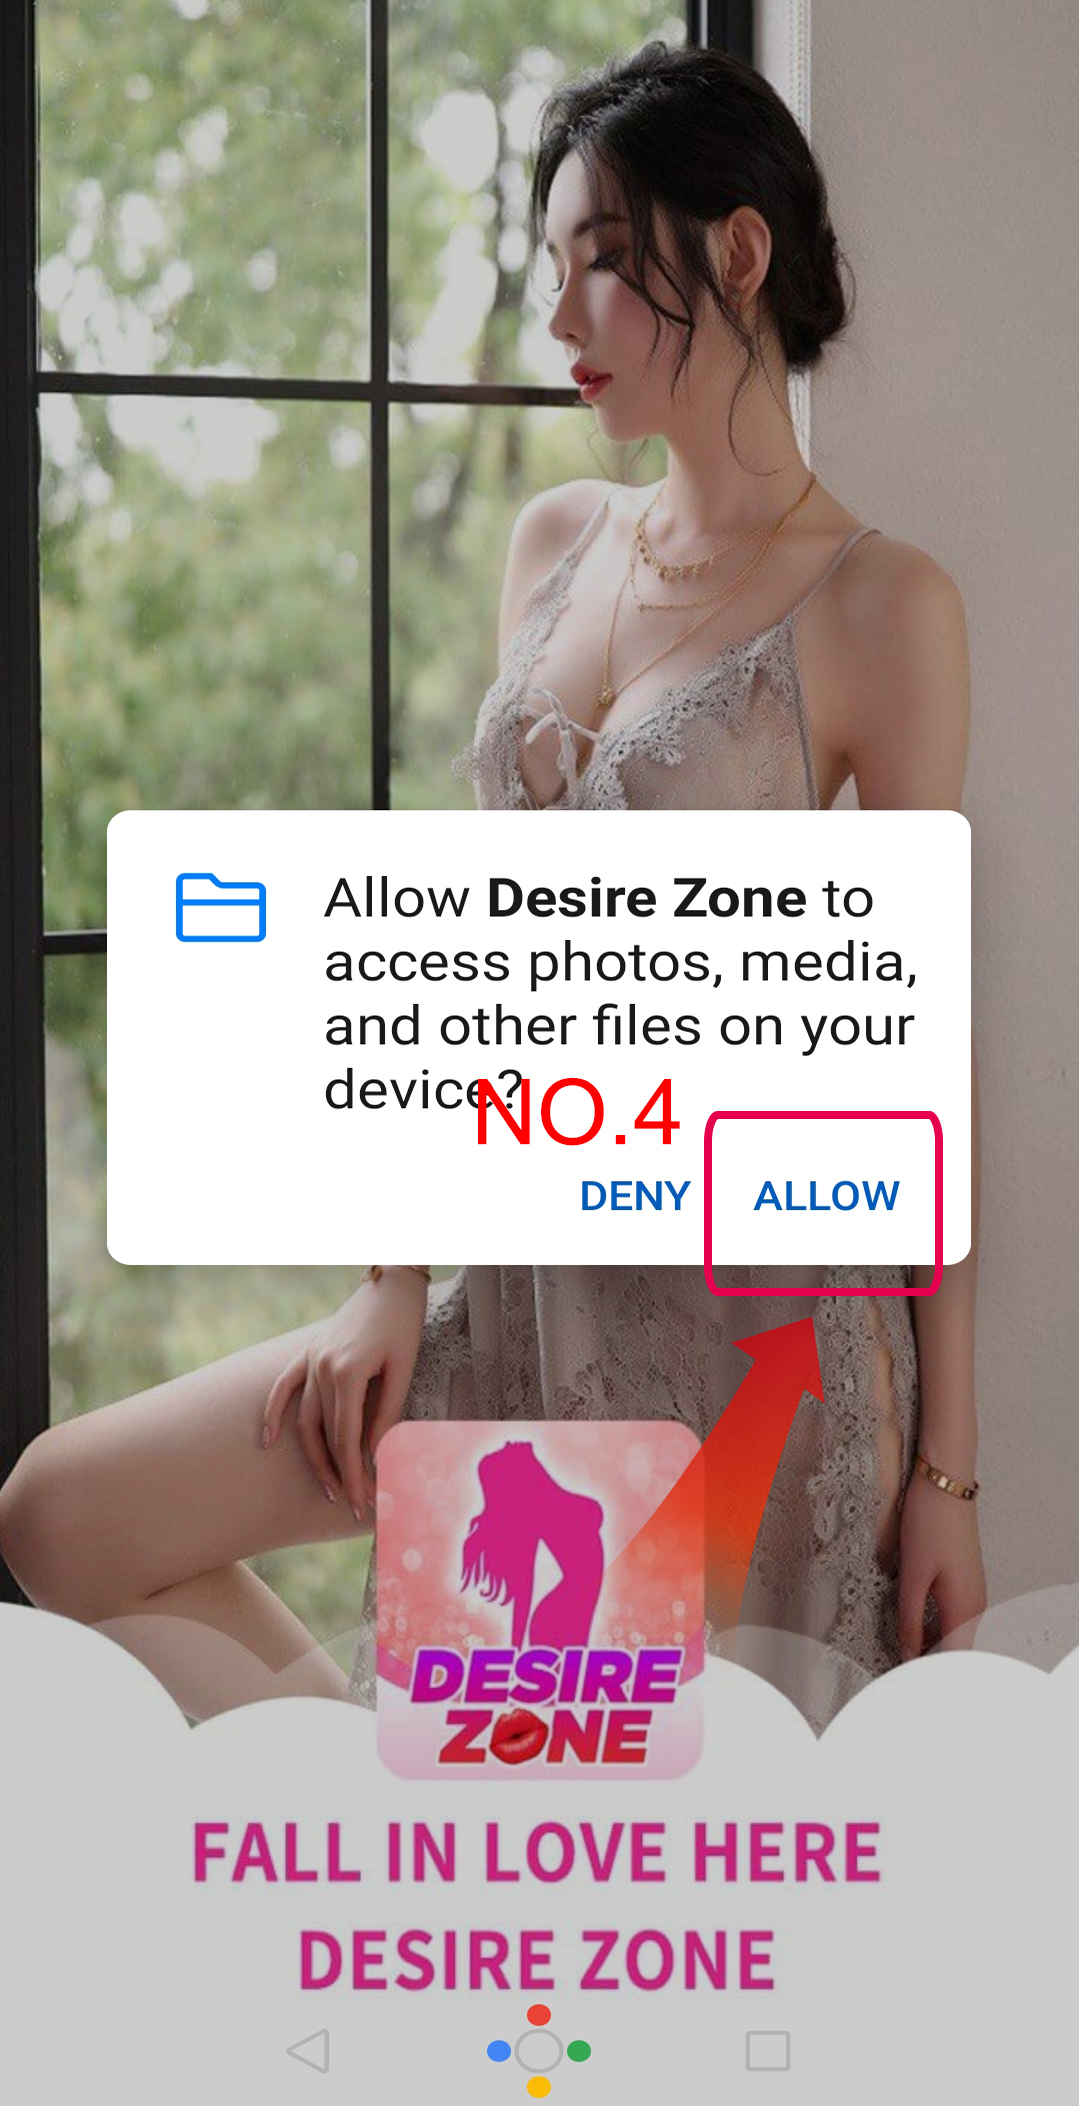 Allow Desire Zone to
access photos, media,
and other files on your
device?
NO.4
DENY ALLOW
DESIRE
ZONE
FALL IN LOVE HERE
DESIRE ZONE